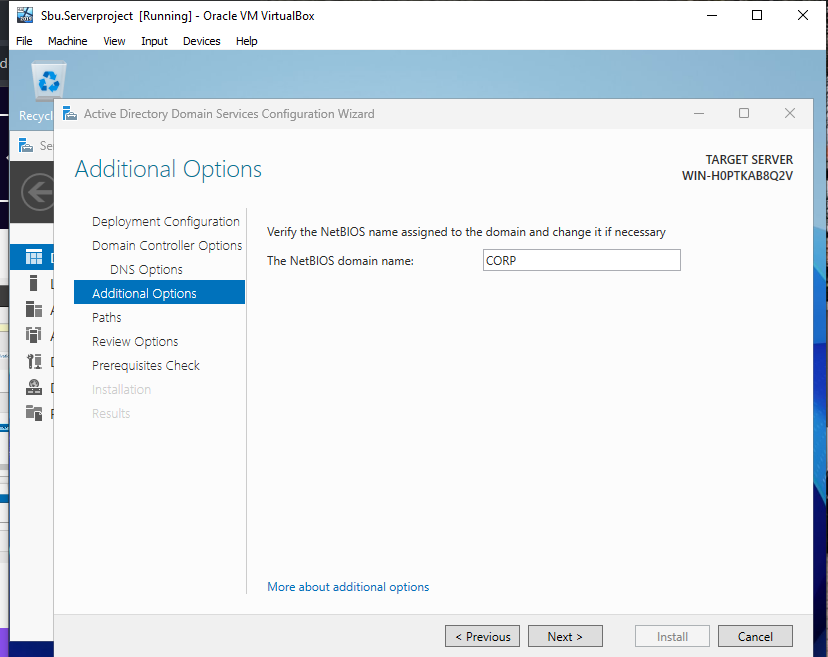 Sbu.Serverproject [Running] - Oracle VM VirtualBox
File Machine View Input Devices Help
Recycl
Active Directory Domain Services Configuration Wizard
Se
Additional Options
TARGET SERVER
WIN-H0PTKAB8Q2V
Deployment Configuration
Domain Controller Options
DNS Options
Additional Options
Paths
Review Options
Prerequisites Check
Installation
Results
Verify the NetBIOS name assigned to the domain and change it if necessary
The NetBIOS domain name: CORP
More about additional options
< Previous Next > Install Cancel